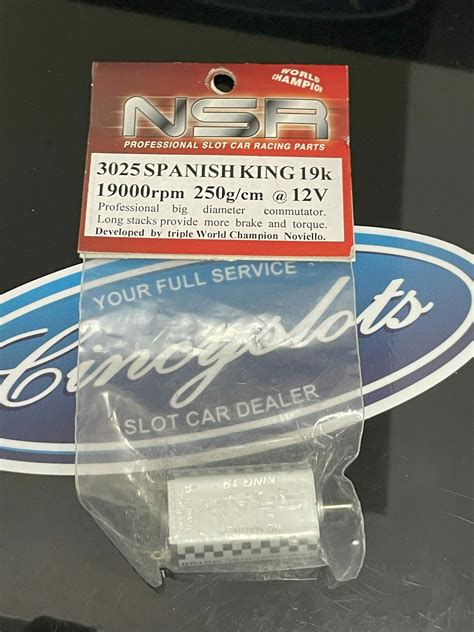 WORLD
CHAMPION
NSR
PROFESSIONAL SLOT CAR RACING PARTS
3025 SPANISH KING 19k
19000rpm 250g/cm @ 12V
Professional big diameter commutator.
Long stacks provide more brake and torque.
Developed by triple World Champion Noviello.
YOUR FULL SERVICE
Cincyslots
SLOT CAR DEALER
KING 19